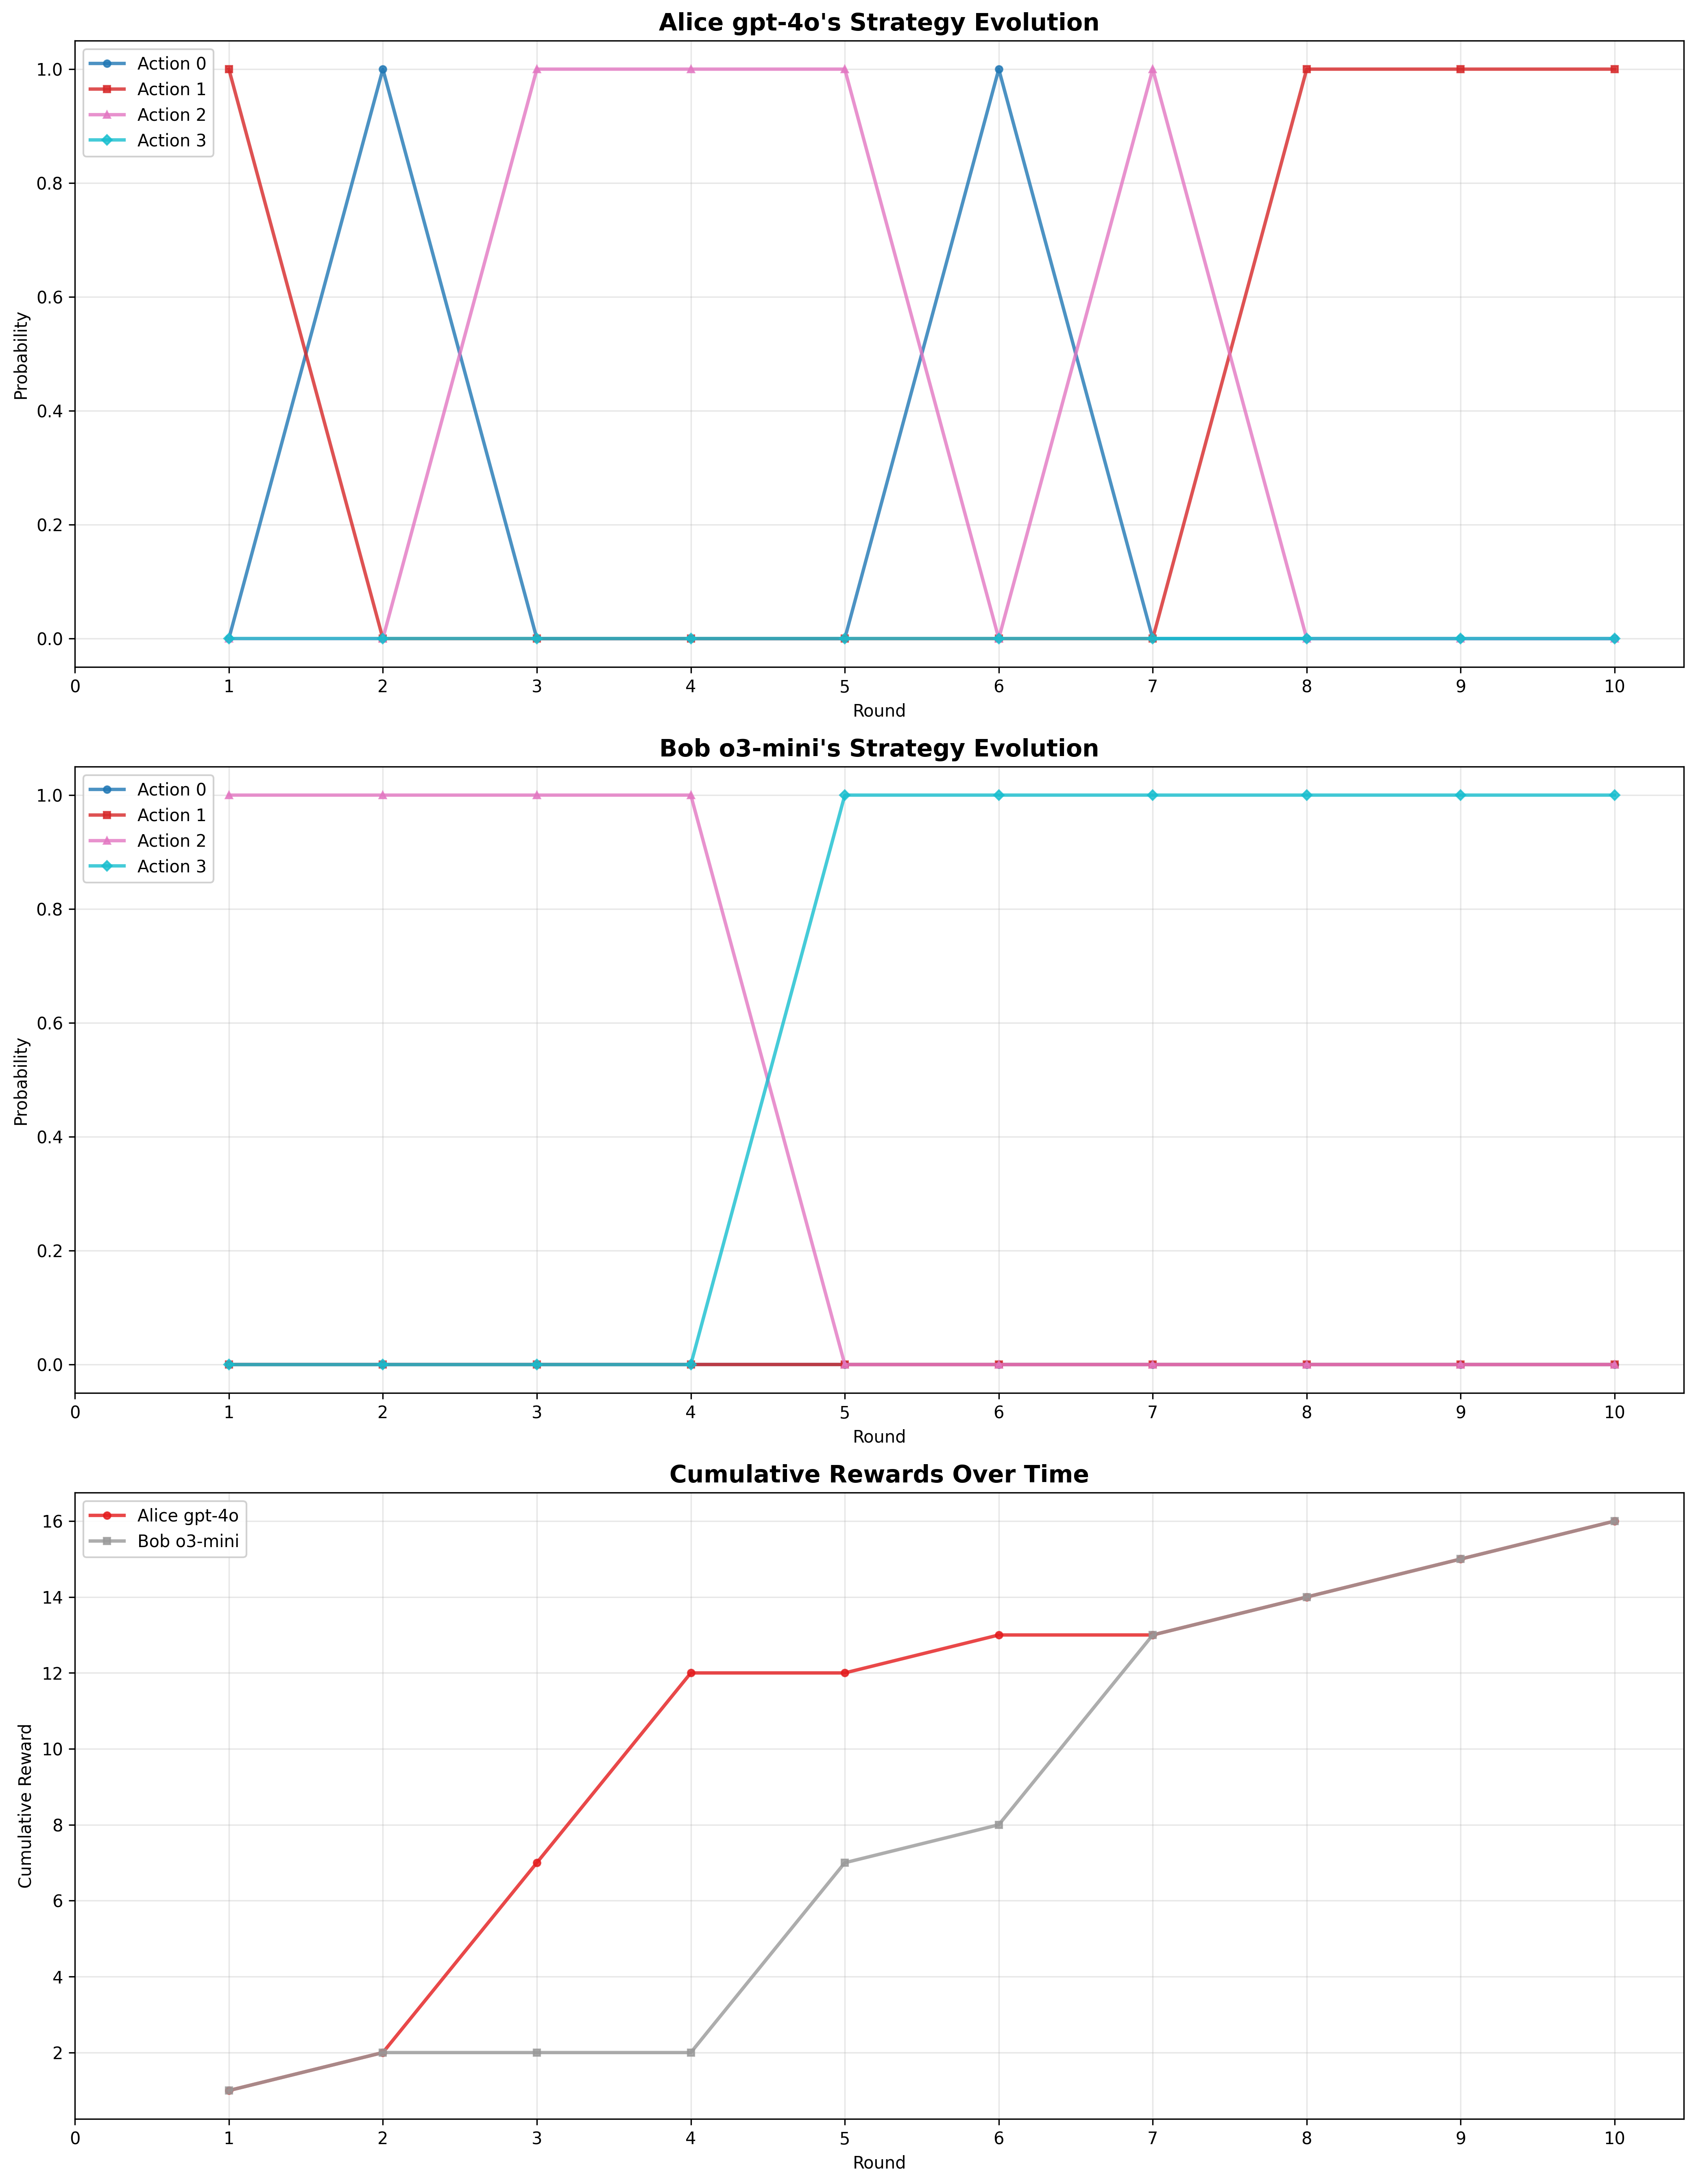 Alice gpt-4o's Strategy Evolution
Action 0
Action 1
Action 2
Action 3
1.0
0.8
0.6
0.4
0.2
0.0
Probability
0 1 2 3 4 5 6 7 8 9 10
Round
Bob o3-mini's Strategy Evolution
Action 0
Action 1
Action 2
Action 3
1.0
0.8
0.6
0.4
0.2
0.0
Probability
0 1 2 3 4 5 6 7 8 9 10
Round
Cumulative Rewards Over Time
Alice gpt-4o
Bob o3-mini
16
14
12
10
8
6
4
2
Cumulative Reward
0 1 2 3 4 5 6 7 8 9 10
Round